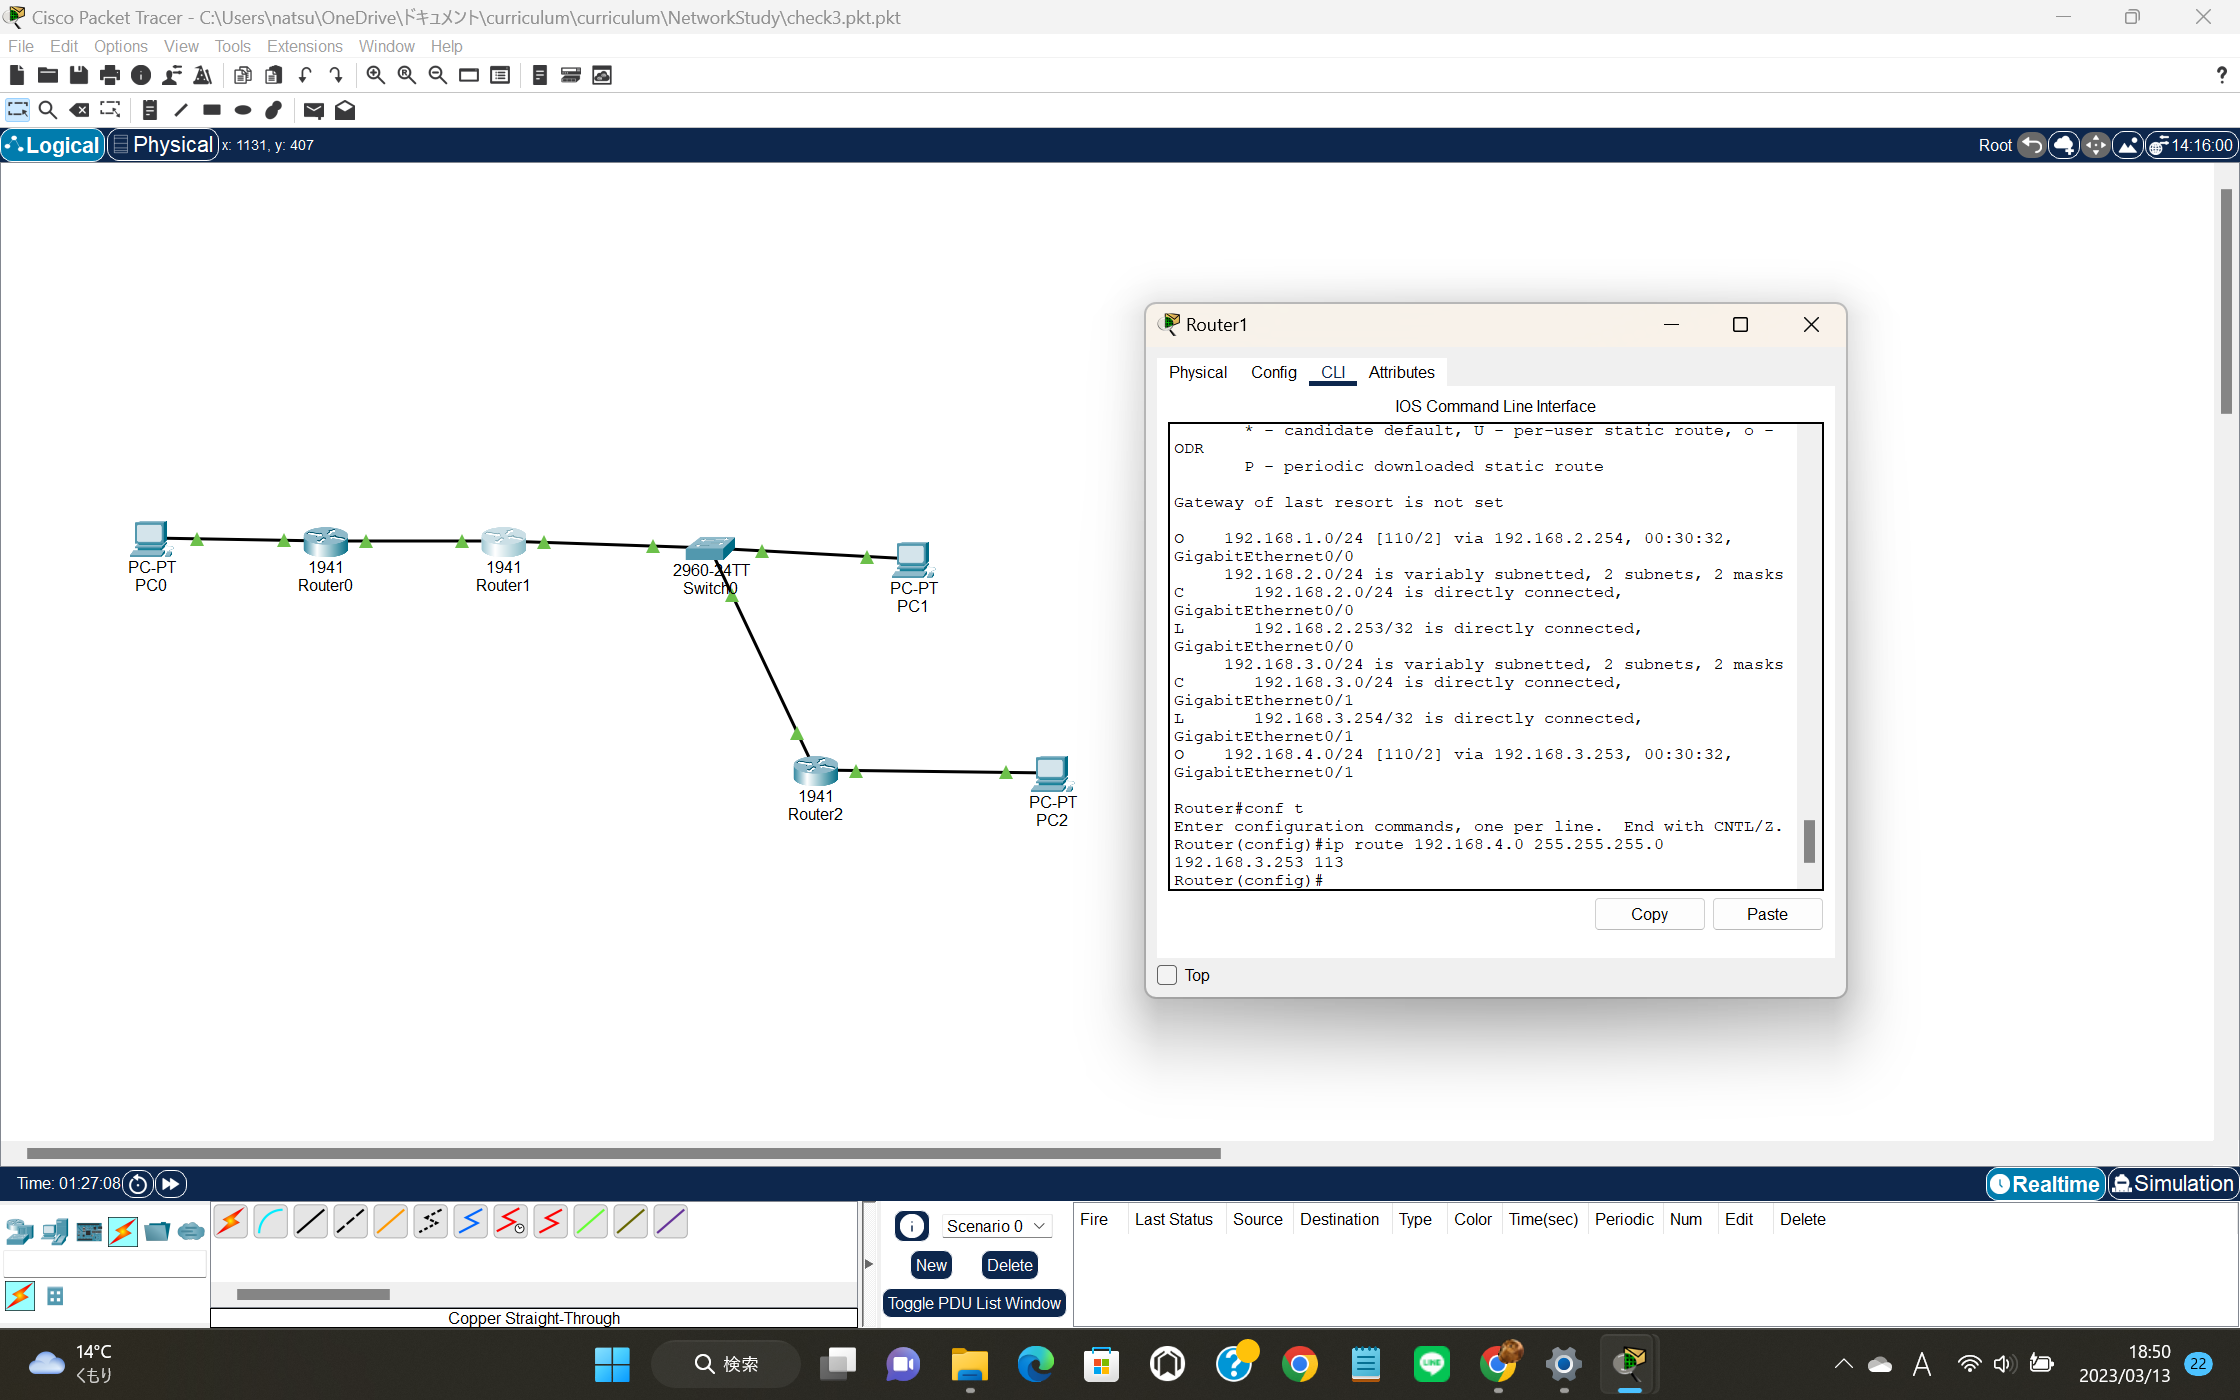 Cisco Packet Tracer - C:\Users\natsu\OneDrive\ドキュメント\curriculum\curriculum\NetworkStudy\check3.pkt.pkt
File Edit Options View Tools Extensions Window Help
Logical Physical x: 1131, y: 407
Root 14:16:00
PC-PT
PC0
1941
Router0
1941
Router1
2960-24TT
Switch0
PC-PT
PC1
1941
Router2
PC-PT
PC2
Router1
Physical Config CLI Attributes
IOS Command Line Interface
* - candidate default, U - per-user static route, o -
ODR
P - periodic downloaded static route
Gateway of last resort is not set
O 192.168.1.0/24 [110/2] via 192.168.2.254, 00:30:32,
GigabitEthernet0/0
192.168.2.0/24 is variably subnetted, 2 subnets, 2 masks
C 192.168.2.0/24 is directly connected,
GigabitEthernet0/0
L 192.168.2.253/32 is directly connected,
GigabitEthernet0/0
192.168.3.0/24 is variably subnetted, 2 subnets, 2 masks
C 192.168.3.0/24 is directly connected,
GigabitEthernet0/1
L 192.168.3.254/32 is directly connected,
GigabitEthernet0/1
O 192.168.4.0/24 [110/2] via 192.168.3.253, 00:30:32,
GigabitEthernet0/1
Router#conf t
Enter configuration commands, one per line. End with CNTL/Z.
Router(config)#ip route 192.168.4.0 255.255.255.0
192.168.3.253 113
Router(config)#
Copy Paste
Top
Time: 01:27:08
Realtime Simulation
Copper Straight-Through
Scenario 0
New Delete
Toggle PDU List Window
Fire Last Status Source Destination Type Color Time(sec) Periodic Num Edit Delete
14°C
くもり
検索
LINE
A
18:50
2023/03/13
22